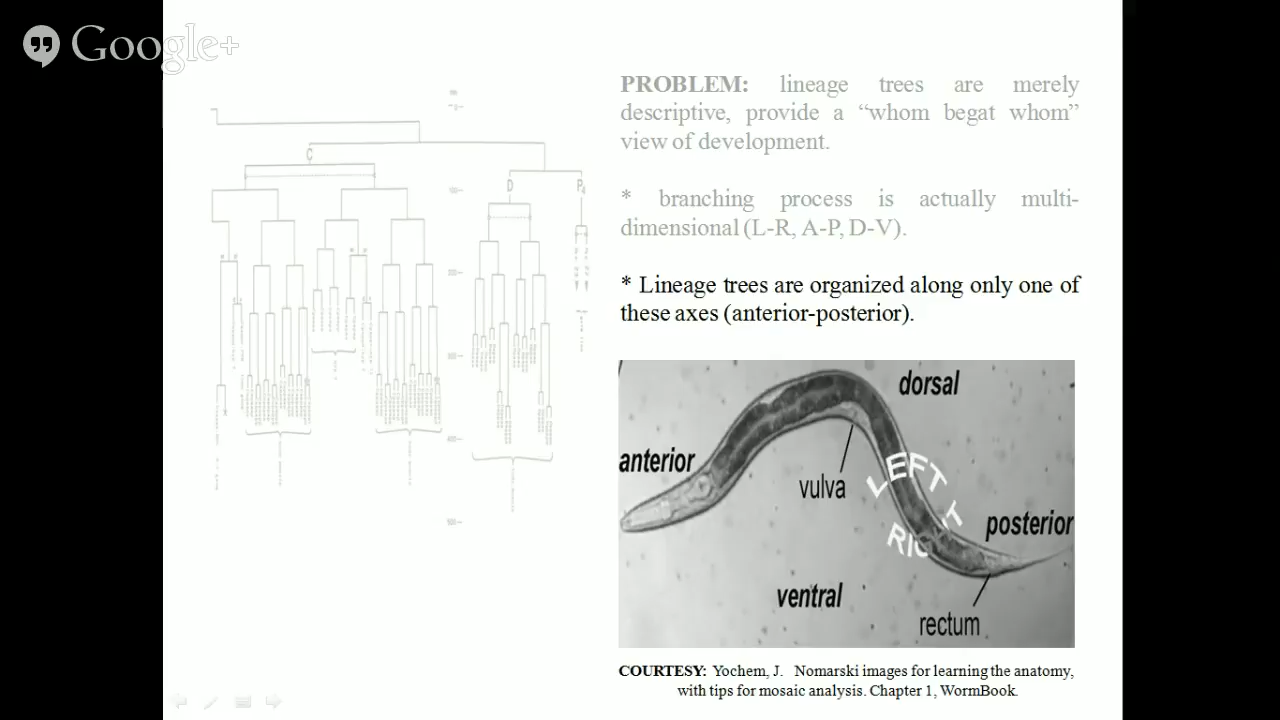 Google+
C
D
P4
PROBLEM: lineage trees are merely
descriptive, provide a “whom begat whom”
view of development.
* branching process is actually multi-
dimensional (L-R, A-P, D-V).
* Lineage trees are organized along only one of
these axes (anterior-posterior).
dorsal
anterior
vulva
LEFT
RIGHT
posterior
ventral
rectum
COURTESY: Yochem, J. Nomarski images for learning the anatomy,
with tips for mosaic analysis. Chapter 1, WormBook.